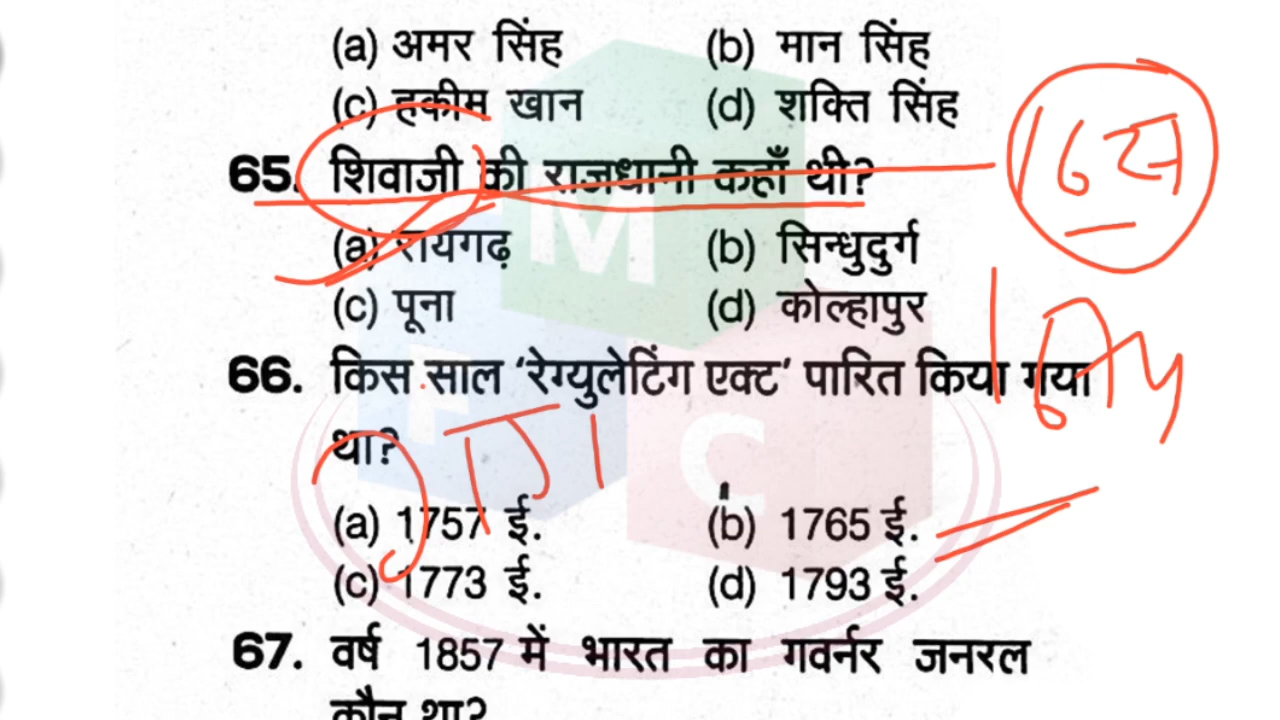 (a) अमर सिंह (b) मान सिंह
(c) हकीम खान (d) शक्ति सिंह
65. शिवाजी की राजधानी कहाँ थी?
(a) रायगढ़ (b) सिन्धुदुर्ग
(c) पूना (d) कोल्हापुर
66. किस साल ‘रेग्युलेटिंग एक्ट’ पारित किया गया
था?
(a) 1757 ई. (b) 1765 ई.
(c) 1773 ई. (d) 1793 ई.
67. वर्ष 1857 में भारत का गवर्नर जनरल
कौन था?
M
F
C